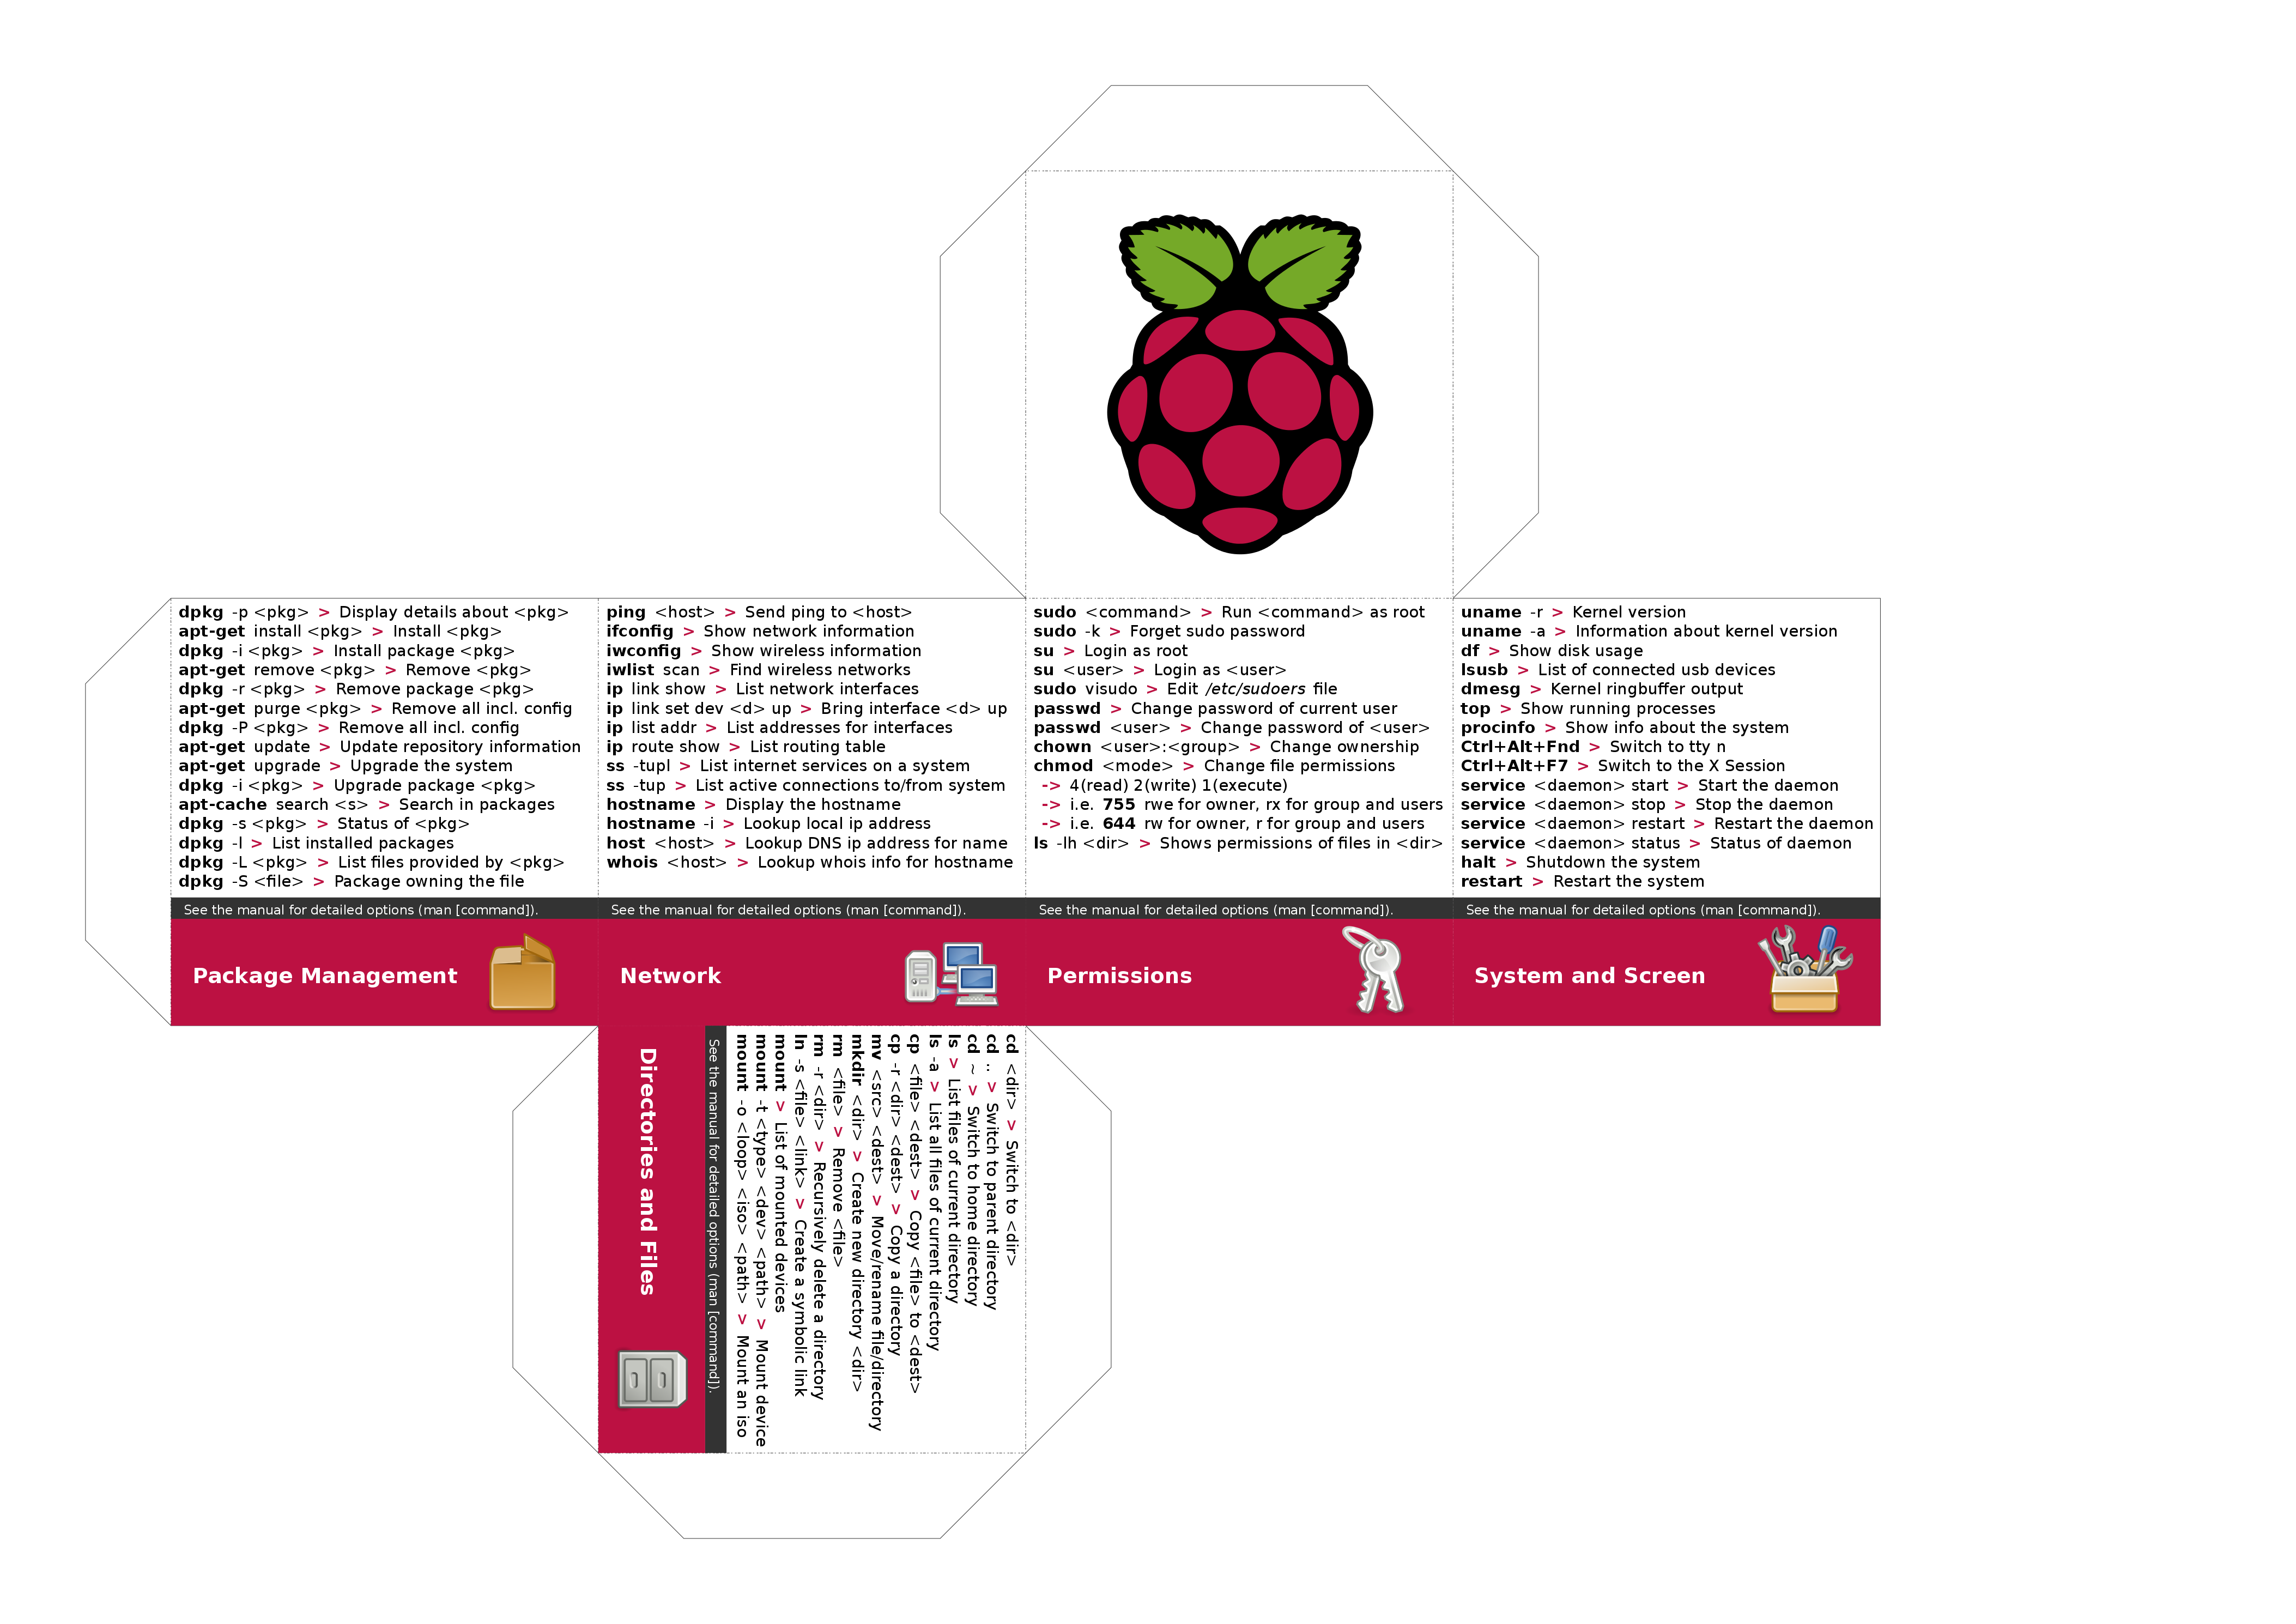 dpkg -p <pkg> > Display details about <pkg>
apt-get install <pkg> > Install <pkg>
dpkg -i <pkg> > Install package <pkg>
apt-get remove <pkg> > Remove <pkg>
dpkg -r <pkg> > Remove package <pkg>
apt-get purge <pkg> > Remove all incl. config
dpkg -P <pkg> > Remove all incl. config
apt-get update > Update repository information
apt-get upgrade > Upgrade the system
dpkg -i <pkg> > Upgrade package <pkg>
apt-cache search <s> > Search in packages
dpkg -s <pkg> > Status of <pkg>
dpkg -l > List installed packages
dpkg -L <pkg> > List files provided by <pkg>
dpkg -S <file> > Package owning the file
See the manual for detailed options (man [command]).
Package Management
ping <host> > Send ping to <host>
ifconfig > Show network information
iwconfig > Show wireless information
iwlist scan > Find wireless networks
ip link show > List network interfaces
ip link set dev <d> up > Bring interface <d> up
ip list addr > List addresses for interfaces
ip route show > List routing table
ss -tupl > List internet services on a system
ss -tup > List active connections to/from system
hostname > Display the hostname
hostname -i > Lookup local ip address
host <host> > Lookup DNS ip address for name
whois <host> > Lookup whois info for hostname
See the manual for detailed options (man [command]).
Network
sudo <command> > Run <command> as root
sudo -k > Forget sudo password
su > Login as root
su <user> > Login as <user>
sudo visudo > Edit /etc/sudoers file
passwd > Change password of current user
passwd <user> > Change password of <user>
chown <user>:<group> > Change ownership
chmod <mode> > Change file permissions
-> 4(read) 2(write) 1(execute)
-> i.e. 755 rwe for owner, rx for group and users
-> i.e. 644 rw for owner, r for group and users
ls -lh <dir> > Shows permissions of files in <dir>
See the manual for detailed options (man [command]).
Permissions
uname -r > Kernel version
uname -a > Information about kernel version
df > Show disk usage
lsusb > List of connected usb devices
dmesg > Kernel ringbuffer output
top > Show running processes
procinfo > Show info about the system
Ctrl+Alt+Fnd > Switch to tty n
Ctrl+Alt+F7 > Switch to the X Session
service <daemon> start > Start the daemon
service <daemon> stop > Stop the daemon
service <daemon> restart > Restart the daemon
service <daemon> status > Status of daemon
halt > Shutdown the system
restart > Restart the system
See the manual for detailed options (man [command]).
System and Screen
cd <dir> > Switch to <dir>
cd .. > Switch to parent directory
cd ~ > Switch to home directory
ls > List files of current directory
ls -a > List all files of current directory
cp <file> <dest> > Copy <file> to <dest>
cp -r <dir> <dest> > Copy a directory
mv <src> <dest> > Move/rename file/directory
mkdir <dir> > Create new directory <dir>
rm <file> > Remove <file>
rm -r <dir> > Recursively delete a directory
ln -s <file> <link> > Create a symbolic link
mount > List of mounted devices
mount -t <type> <dev> <path> > Mount device
mount -o <loop> <iso> <path> > Mount an iso
See the manual for detailed options (man [command]).
Directories and Files